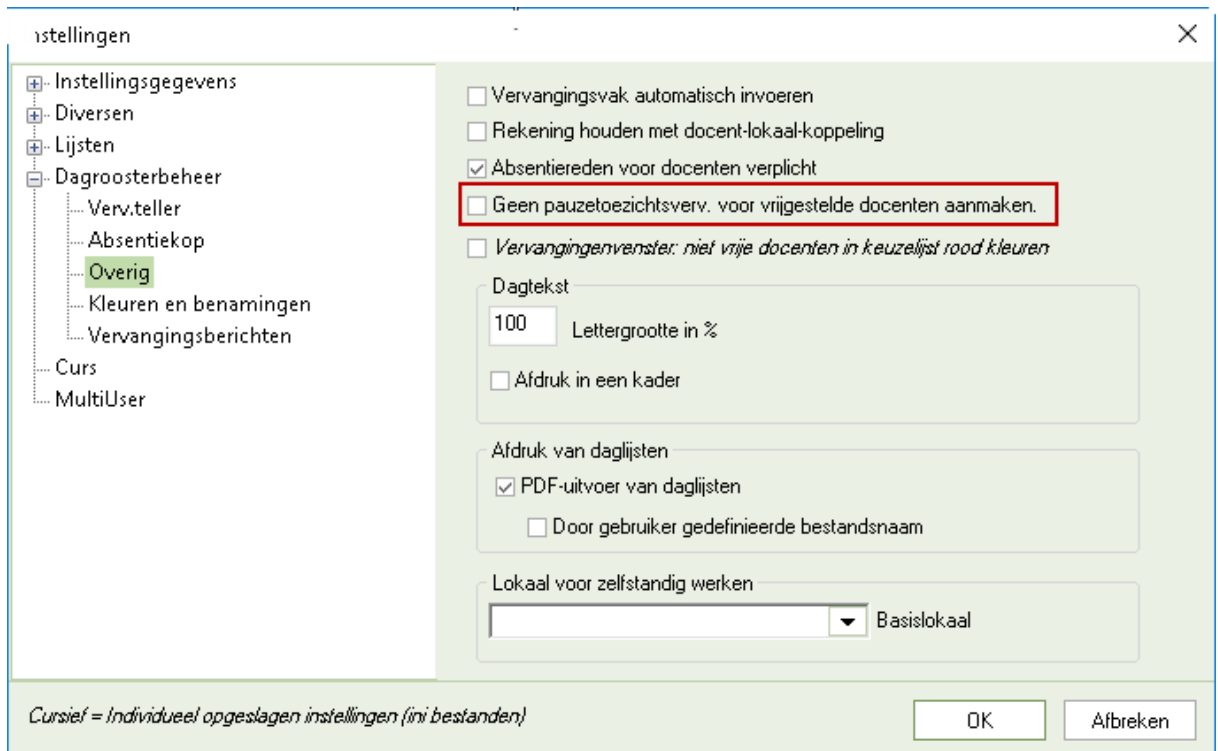 nstellingen
Instellingsgegevens
Diversen
Lijsten
Dagroosterbeheer
Verv.teller
Absentiekop
Overig
Kleuren en benamingen
Vervangingsberichten
Curs
MultiUser
Vervangingsvak automatisch invoeren
Rekening houden met docent-lokaal-koppeling
Absentiereden voor docenten verplicht
Geen pauzetoezichtsverv. voor vrijgestelde docenten aanmaken.
Vervangingenvenster: niet vrije docenten in keuzelijst rood kleuren
Dagtekst
100 Lettergrootte in %
Afdruk in een kader
Afdruk van daglijsten
PDF-uitvoer van daglijsten
Door gebruiker gedefinieerde bestandsnaam
Lokaal voor zelfstandig werken
Basislokaal
Cursief = Individueel opgeslagen instellingen (ini bestanden)
OK Afbreken